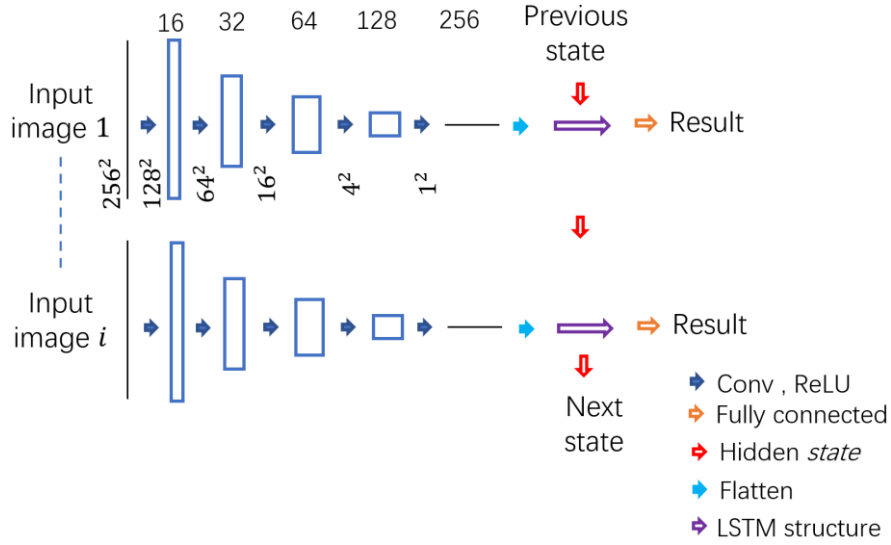 16 32 64 128 256
Previous
state
Input
image 1
Result
256² 128² 64² 16² 4² 1²
Input
image i
Result
Next
state
Conv , ReLU
Fully connected
Hidden state
Flatten
LSTM structure